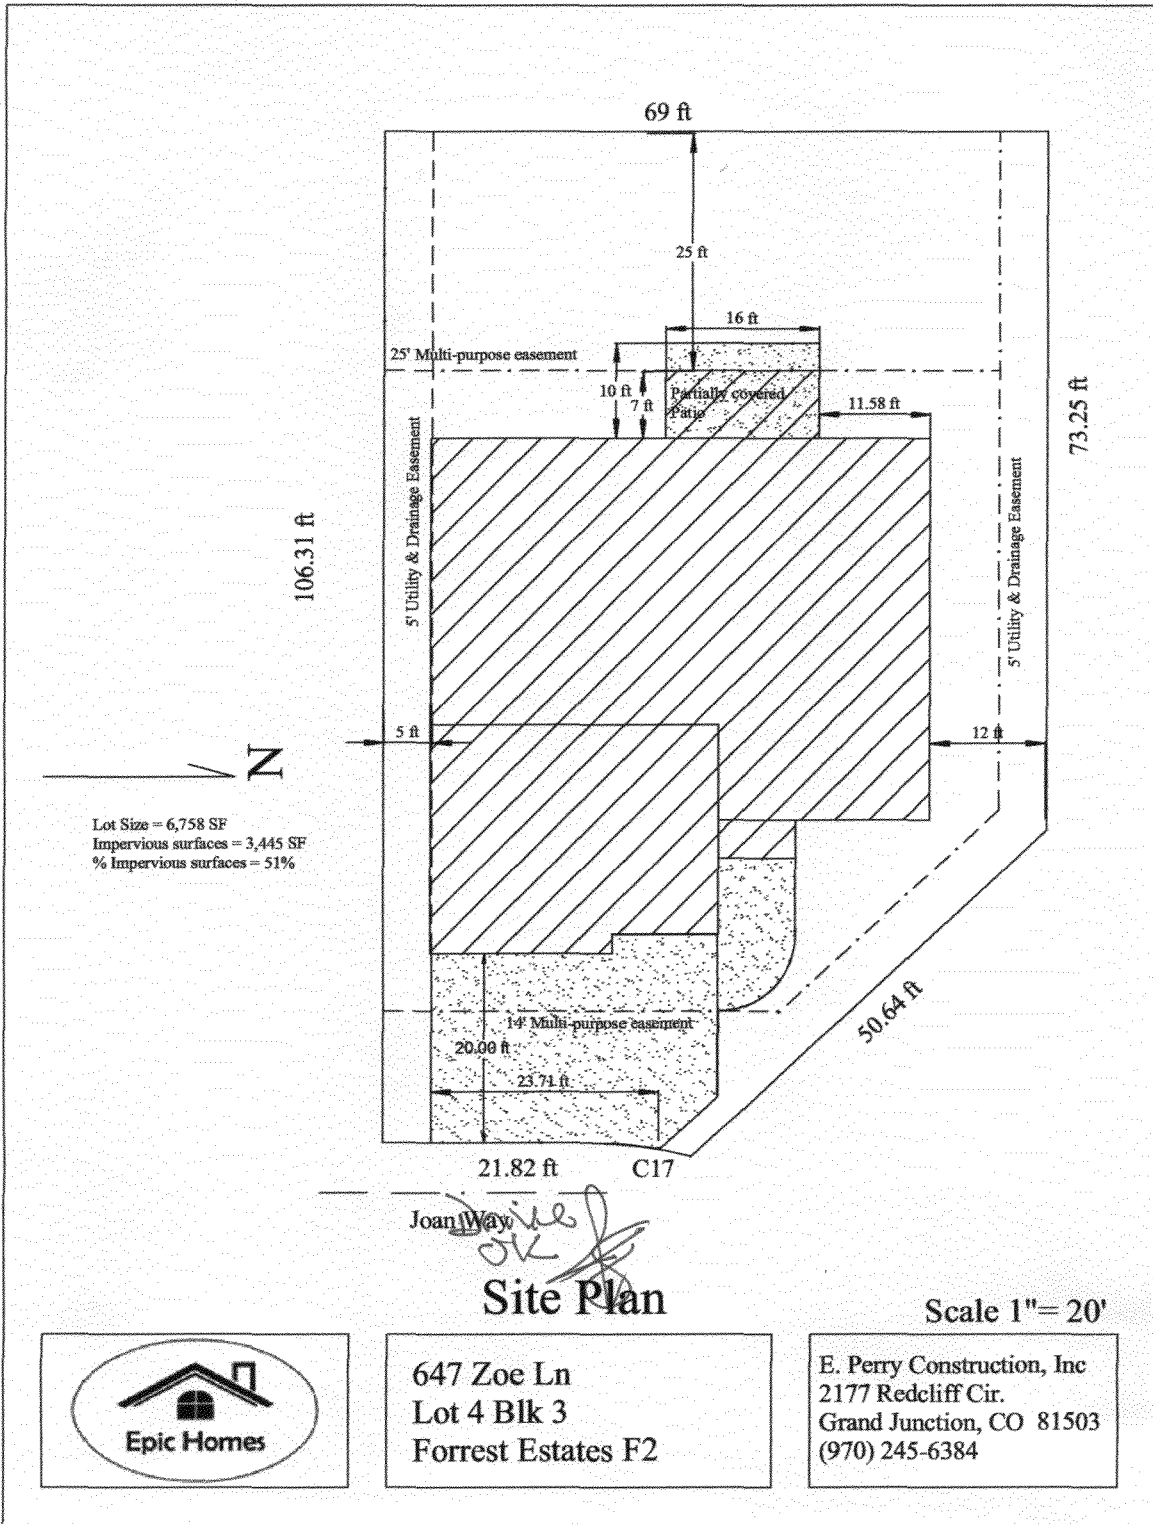 69 ft
25 ft
16 ft
25' Multi-purpose easement
10 ft
7 ft
Partially covered
Patio
11.58 ft
73.25 ft
5' Utility & Drainage Easement
5' Utility & Drainage Easement
106.31 ft
5 ft
12 ft
N
Lot Size = 6,758 SF
Impervious surfaces = 3,445 SF
% Impervious surfaces = 51%
50.64 ft
14' Multi-purpose easement
20.00 ft
23.71 ft
21.82 ft
C17
Joan Way
Drive
OK
Site Plan
Scale 1"= 20'
Epic Homes
647 Zoe Ln
Lot 4 Blk 3
Forrest Estates F2
E. Perry Construction, Inc
2177 Redcliff Cir.
Grand Junction, CO 81503
(970) 245-6384